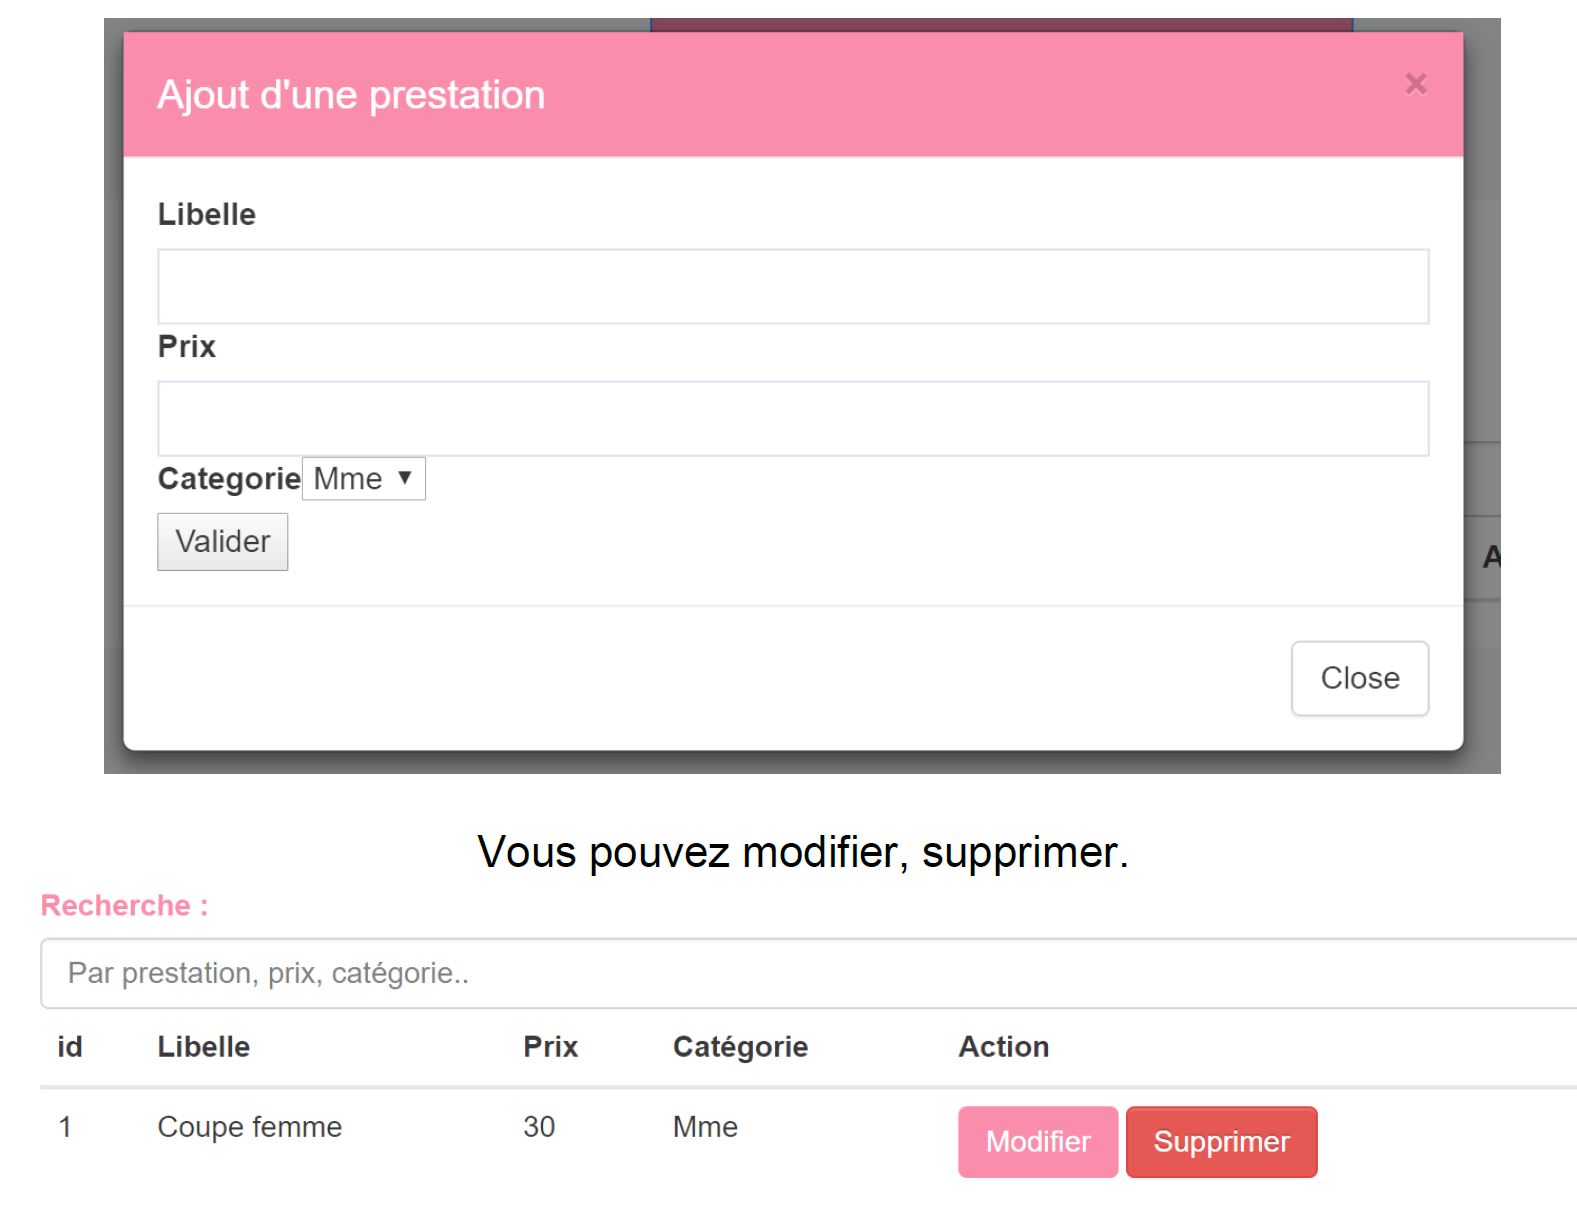 Ajout d'une prestation ×
Libelle
Prix
Categorie Mme ▼
Valider
A
Close
Vous pouvez modifier, supprimer.
Recherche :
Par prestation, prix, catégorie..
id Libelle Prix Catégorie Action
1 Coupe femme 30 Mme Modifier Supprimer